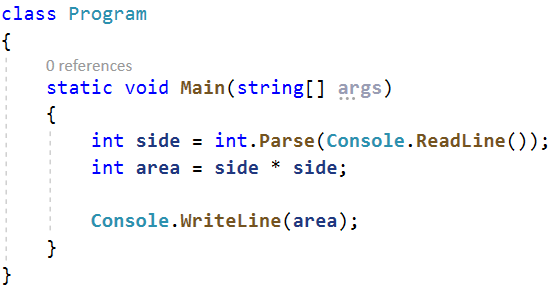 class Program
{
0 references
static void Main(string[] args)
{
int side = int.Parse(Console.ReadLine());
int area = side * side;
Console.WriteLine(area);
}
}